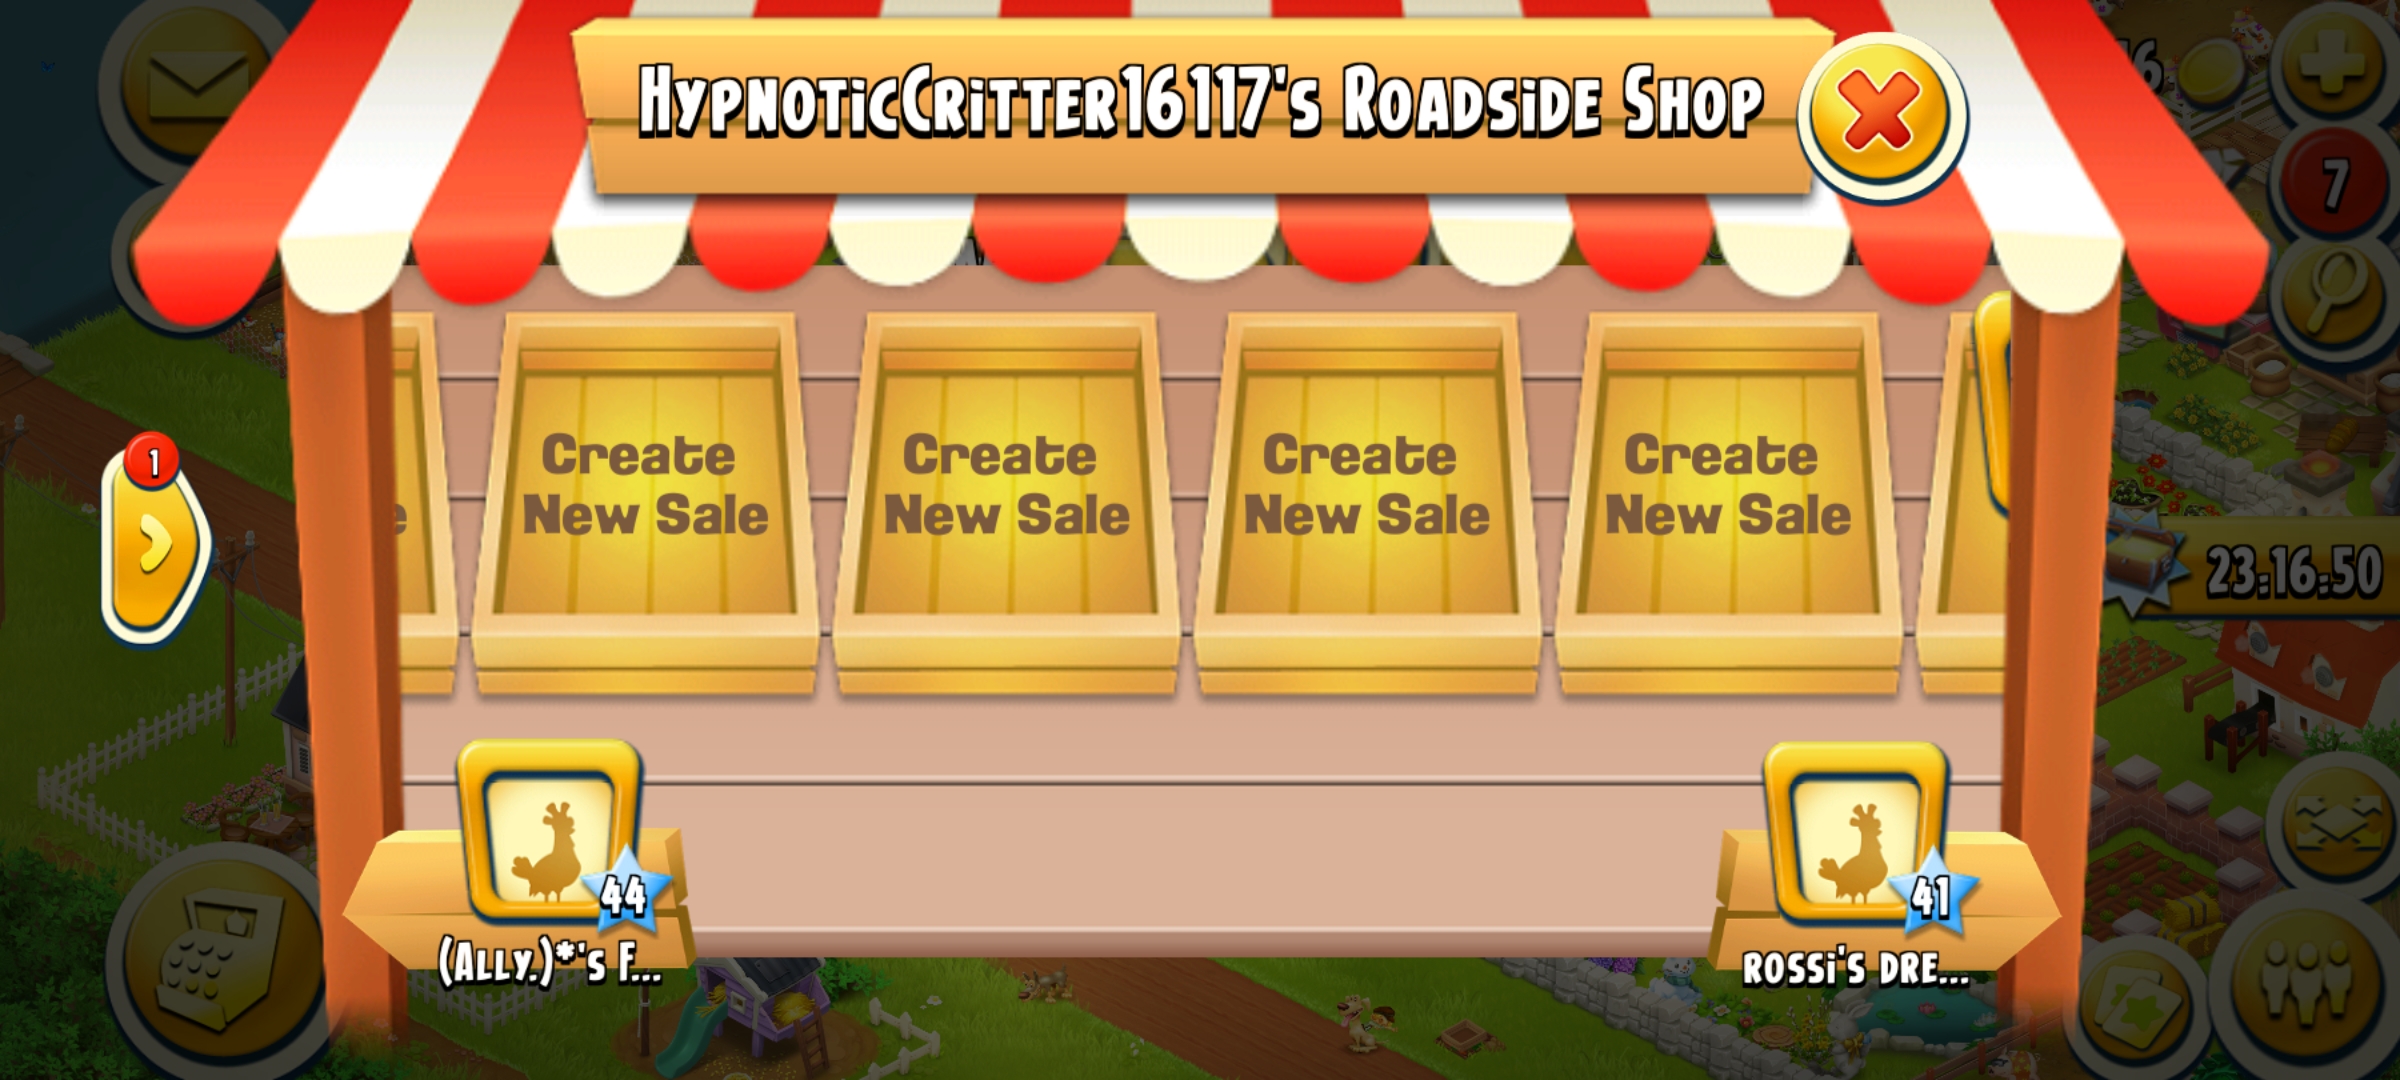 HypnoticCritter16117's Roadside Shop
7
1
Create
New Sale
Create
New Sale
Create
New Sale
Create
New Sale
23:16:50
44
(Ally.)*'s F...
41
Rossi's Dre...